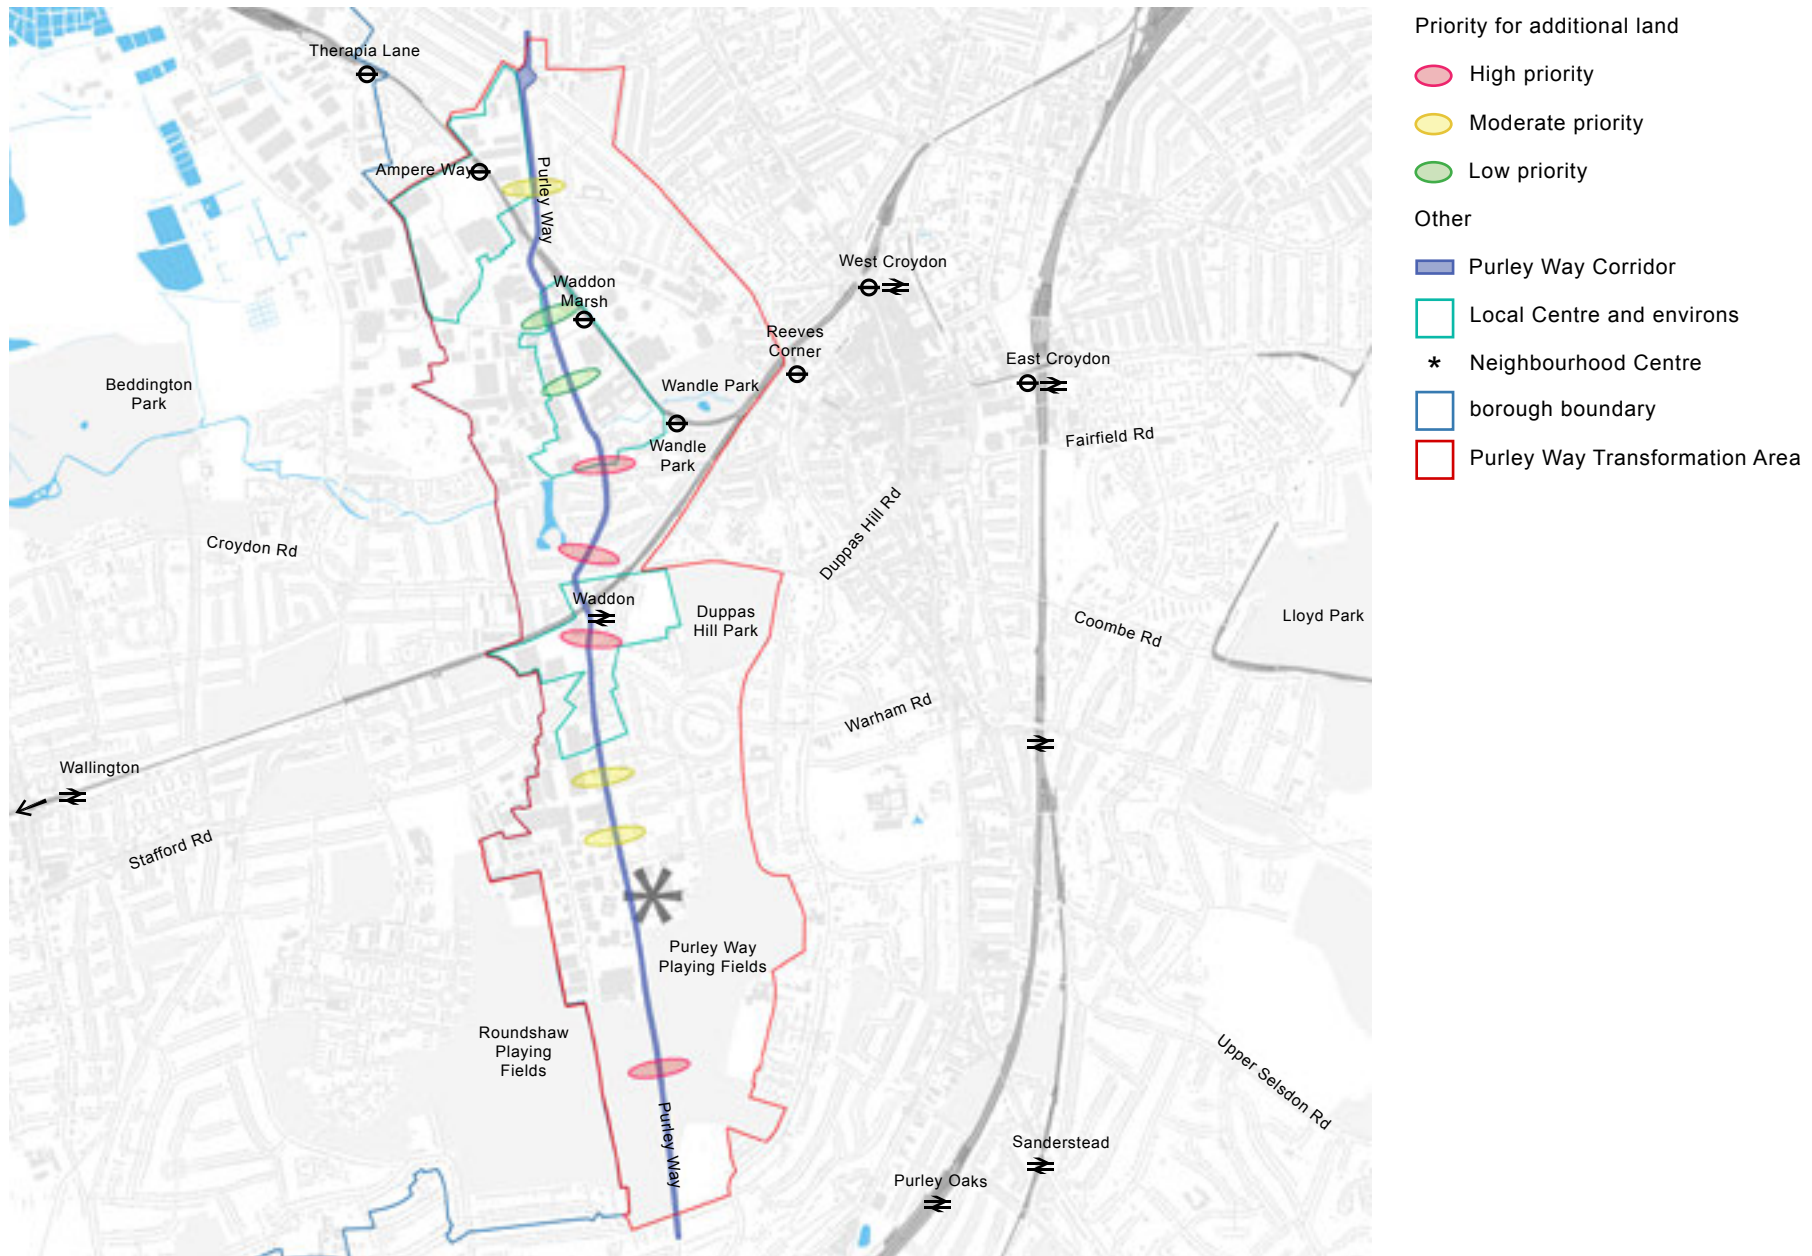 Therapia Lane
Ampere Way
Purley Way
Waddon
Marsh
West Croydon
Reeves
Corner
East Croydon
Beddington
Park
Wandle Park
Wandle
Park
Fairfield Rd
Croydon Rd
Duppas Hill Rd
Waddon
Duppas
Hill Park
Coombe Rd
Lloyd Park
Warham Rd
Wallington
Stafford Rd
Purley Way
Playing Fields
Roundshaw
Playing
Fields
Upper Selsdon Rd
Purley Way
Sanderstead
Purley Oaks
Priority for additional land
High priority
Moderate priority
Low priority
Other
Purley Way Corridor
Local Centre and environs
* Neighbourhood Centre
borough boundary
Purley Way Transformation Area